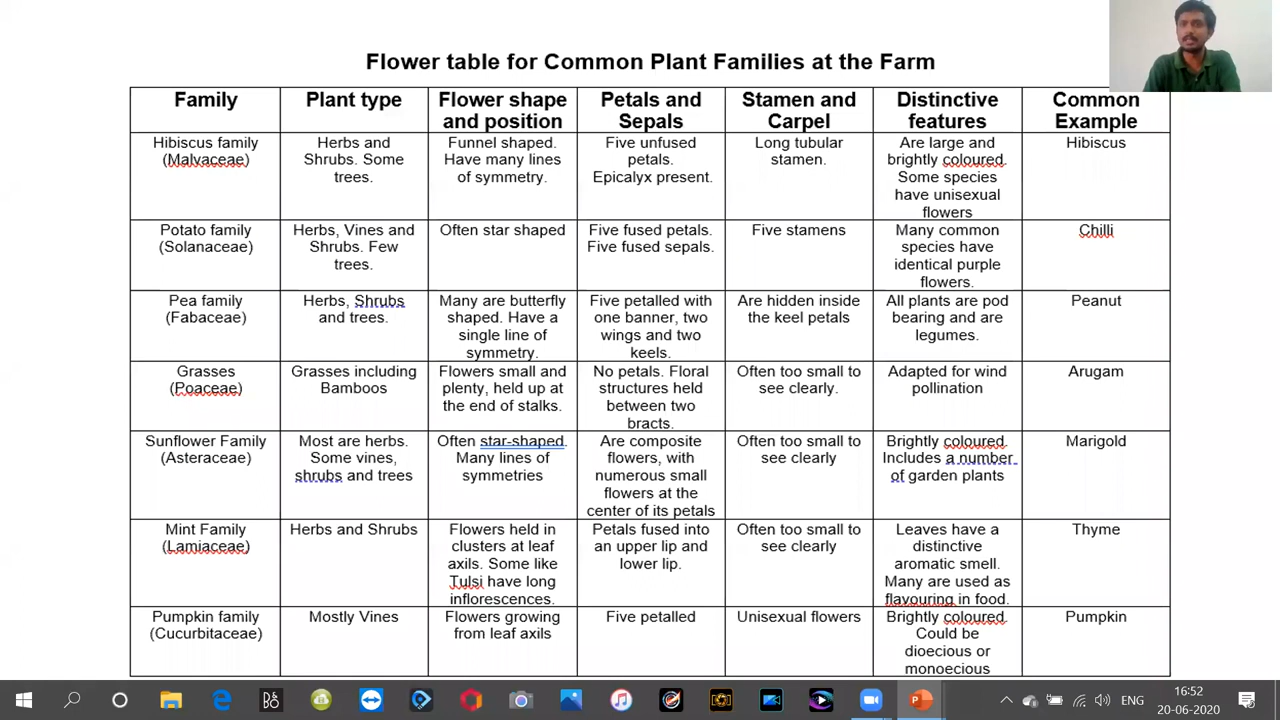 Flower table for Common Plant Families at the Farm
Family
Plant type
Flower shape
and position
Petals and
Sepals
Stamen and
Carpel
Distinctive
features
Common
Example
Hibiscus family
(Malvaceae)
Herbs and
Shrubs. Some
trees.
Funnel shaped.
Have many lines
of symmetry.
Five unfused
petals.
Epicalyx present.
Long tubular
stamen.
Are large and
brightly coloured.
Some species
have unisexual
flowers
Hibiscus
Potato family
(Solanaceae)
Herbs, Vines and
Shrubs. Few
trees.
Often star shaped
Five fused petals.
Five fused sepals.
Five stamens
Many common
species have
identical purple
flowers.
Chilli
Pea family
(Fabaceae)
Herbs, Shrubs
and trees.
Many are butterfly
shaped. Have a
single line of
symmetry.
Five petalled with
one banner, two
wings and two
keels.
Are hidden inside
the keel petals
All plants are pod
bearing and are
legumes.
Peanut
Grasses
(Poaceae)
Grasses including
Bamboos
Flowers small and
plenty, held up at
the end of stalks.
No petals. Floral
structures held
between two
bracts.
Often too small to
see clearly.
Adapted for wind
pollination
Arugam
Sunflower Family
(Asteraceae)
Most are herbs.
Some vines,
shrubs and trees
Often star-shaped.
Many lines of
symmetries
Are composite
flowers, with
numerous small
flowers at the
center of its petals
Often too small to
see clearly
Brightly coloured.
Includes a number
of garden plants
Marigold
Mint Family
(Lamiaceae)
Herbs and Shrubs
Flowers held in
clusters at leaf
axils. Some like
Tulsi have long
inflorescences.
Petals fused into
an upper lip and
lower lip.
Often too small to
see clearly
Leaves have a
distinctive
aromatic smell.
Many are used as
flavouring in food.
Thyme
Pumpkin family
(Cucurbitaceae)
Mostly Vines
Flowers growing
from leaf axils
Five petalled
Unisexual flowers
Brightly coloured.
Could be
dioecious or
monoecious
Pumpkin
ENG
16:52
20-06-2020